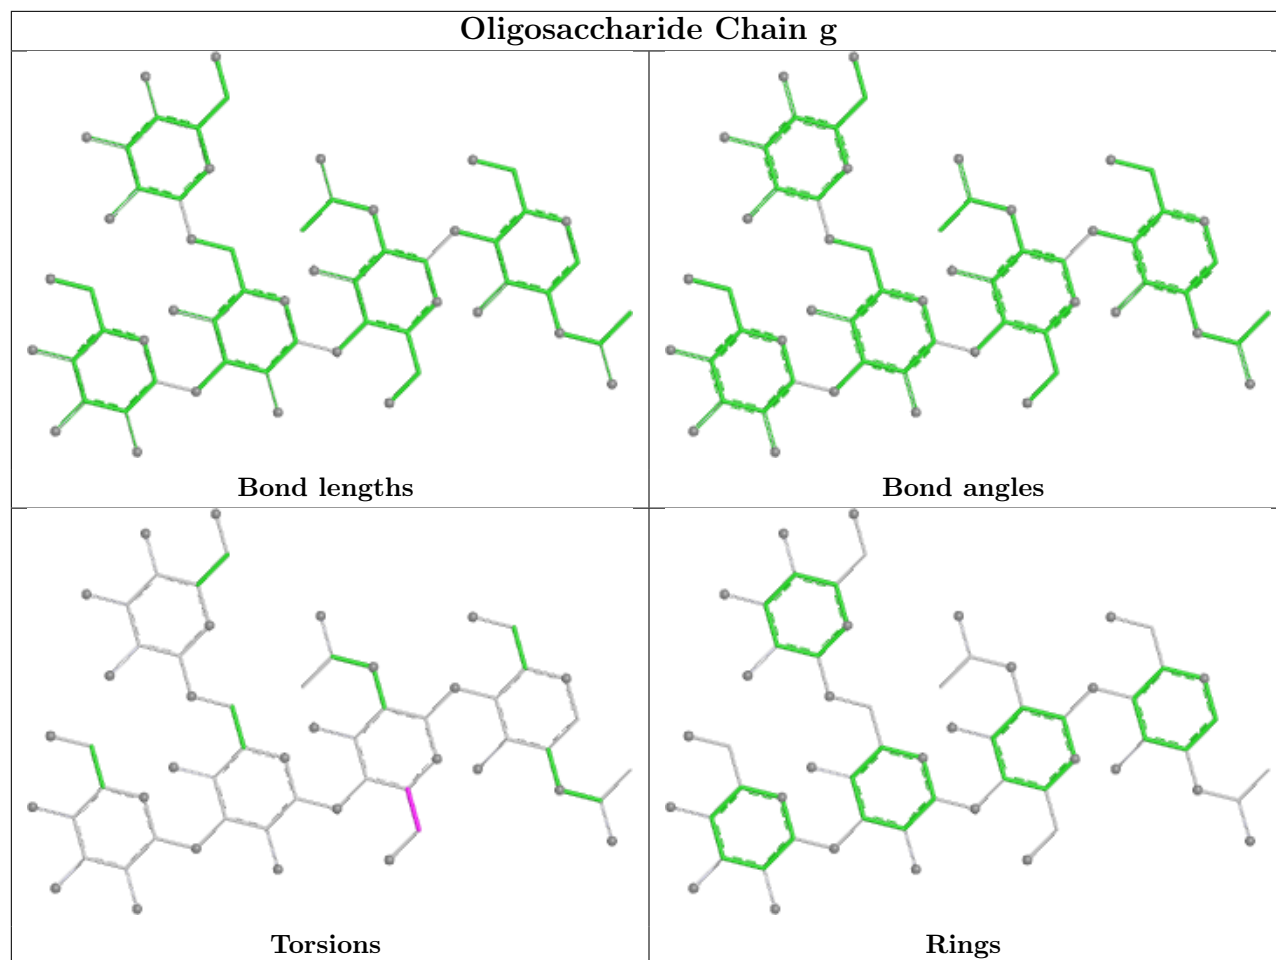 Oligosaccharide Chain g
Bond lengths
Bond angles
Torsions
Rings